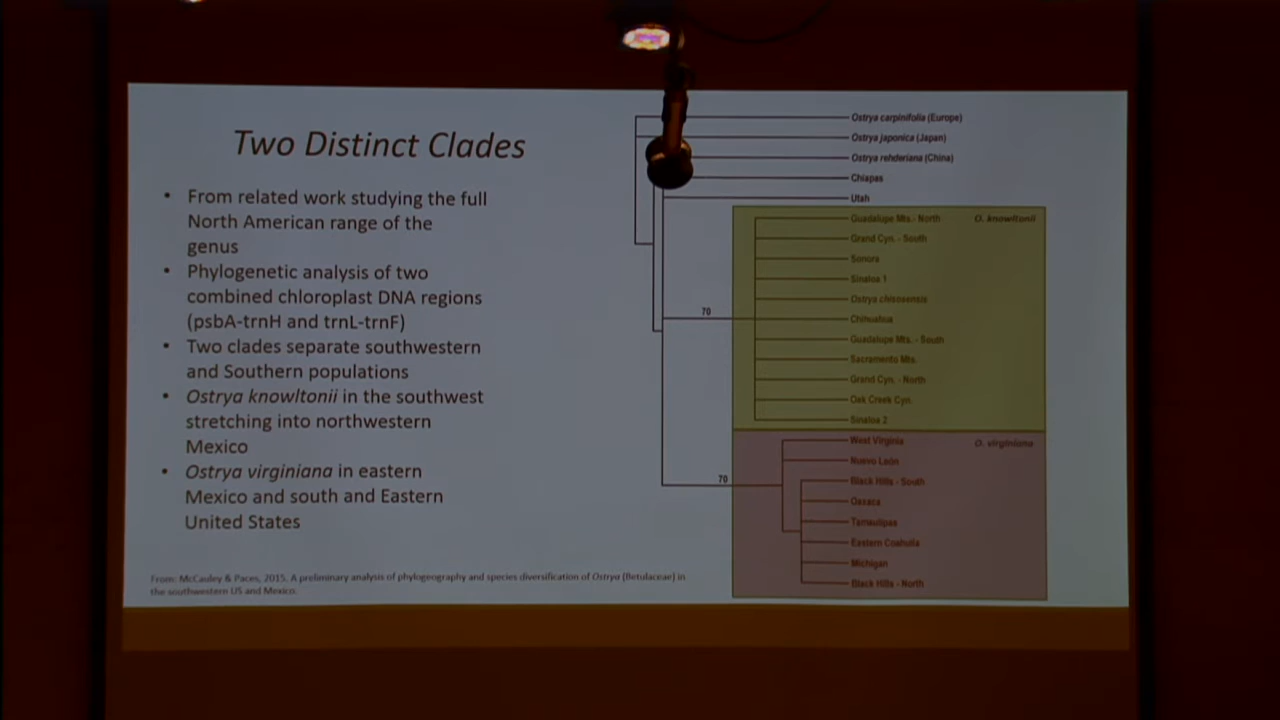 Two Distinct Clades
• From related work studying the full
North American range of the
genus
• Phylogenetic analysis of two
combined chloroplast DNA regions
(psbA-trnH and trnL-trnF)
• Two clades separate southwestern
and Southern populations
• Ostrya knowltonii in the southwest
stretching into northwestern
Mexico
• Ostrya virginiana in eastern
Mexico and south and Eastern
United States
From: McCauley & Paces, 2015. A preliminary analysis of phylogeography and species diversification of Ostrya (Betulaceae) in
the southwestern US and Mexico.
Ostrya carpinifolia (Europe)
Ostrya japonica (Japan)
Ostrya rehderiana (China)
Chiapas
Utah
Guadalupe Mts.- North
O. knowltonii
Grand Cyn. - South
Sonora
Sinaloa 1
Ostrya chisosensis
70
Chihuahua
Guadalupe Mts. - South
Sacramento Mts.
Grand Cyn. - North
Oak Creek Cyn.
Sinaloa 2
West Virginia
O. virginiana
Nuevo León
70
Black Hills - South
Oaxaca
Tamaulipas
Eastern Coahuila
Michigan
Black Hills - North